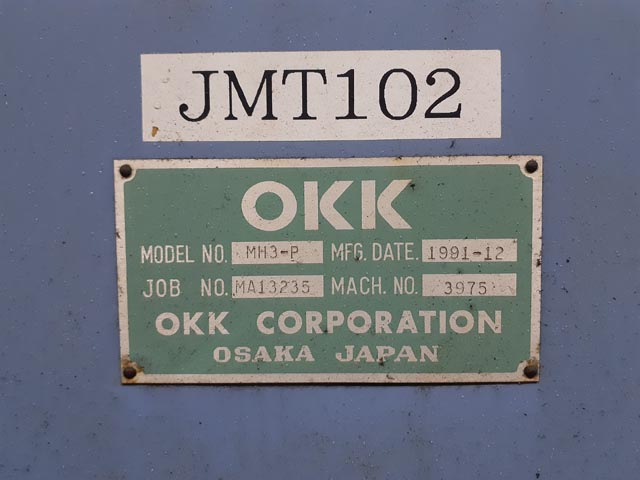 JMT102
OKK
MODEL NO. MH3-P MFG. DATE. 1991-12
JOB NO. MA13235 MACH. NO. 3975
OKK CORPORATION
OSAKA JAPAN